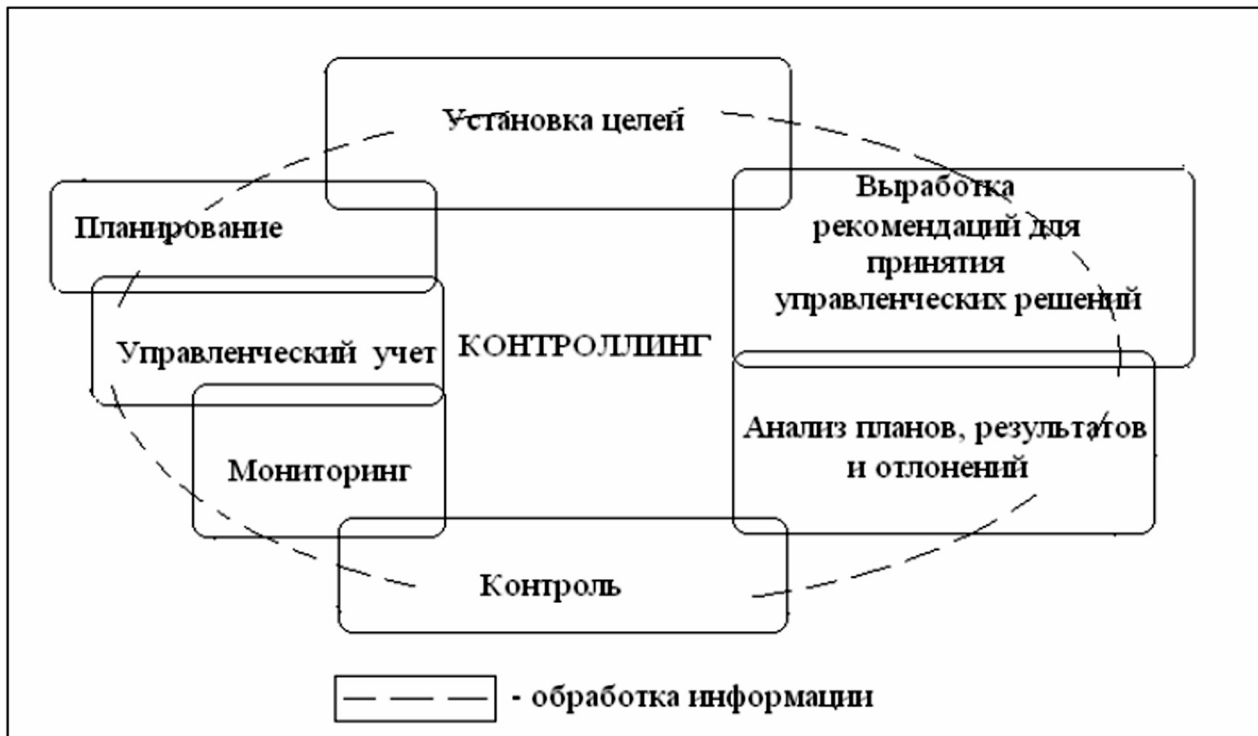 Установка целей
Планирование
Выработка
рекомендаций для
принятия
управленческих решений
Управленческий учет
КОНТРОЛЛИНГ
Анализ планов, результатов
и отлонений
Мониторинг
Контроль
- обработка информации